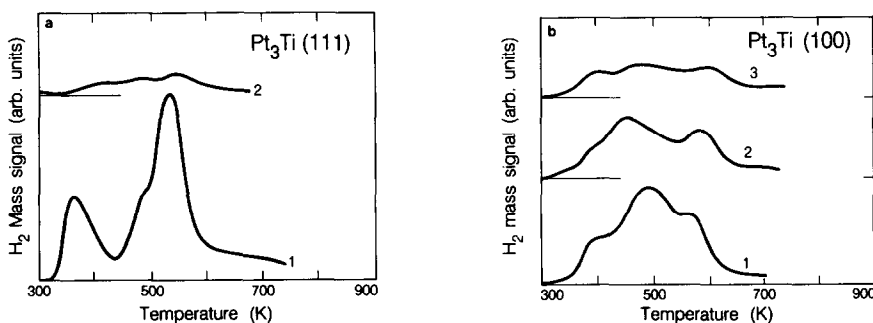 a
Pt₃Ti (111)
H₂ Mass signal (arb. units)
2
1
300 500 700 900
Temperature (K)
b
Pt₃Ti (100)
H₂ mass signal (arb. units)
3
2
1
300 500 700 900
Temperature (K)